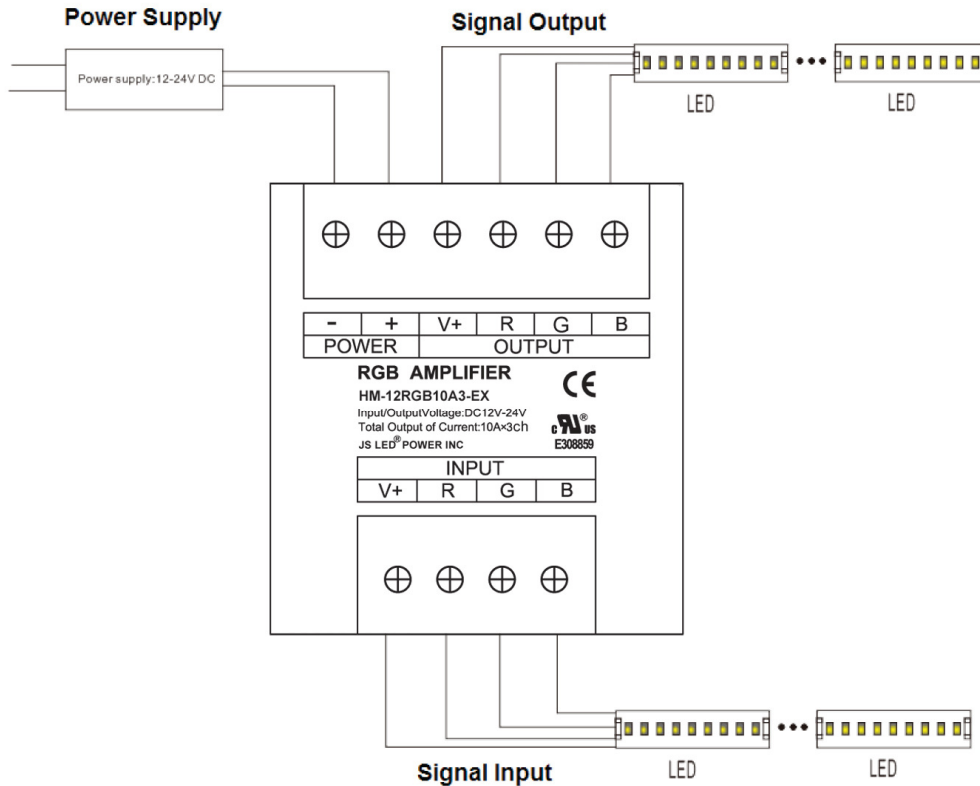 Power Supply
Signal Output
Power supply:12-24V DC
LED
LED
- + V+ R G B
POWER OUTPUT
RGB AMPLIFIER
HM-12RGB10A3-EX
Input/OutputVoltage:DC12V-24V
Total Output of Current:10A×3ch
JS LED® POWER INC
CE
c RU® US
E308859
INPUT
V+ R G B
Signal Input
LED
LED